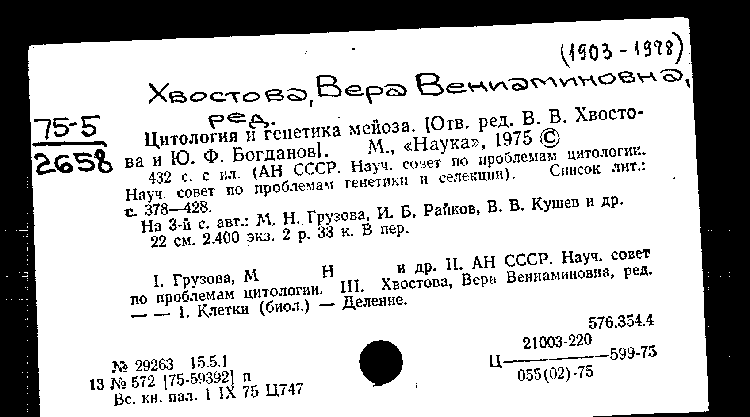 (1903-1978)
Хвостова, Вера Вениаминовна,
ред.
75-5
2658
Цитология и генетика мейоза. [Отв. ред. В. В. Хвосто-
ва и Ю. Ф. Богданов]. М., «Наука», 1975 ©
432 с. с ил. (АН СССР. Науч. совет по проблемам цитологии.
Науч. совет по проблемам генетики и селекции). Список лит.:
с. 378—428.
На 3-й с. авт.: М. Н. Грузова, И. Б. Райков, В. В. Кушев и др.
22 см. 2.400 экз. 2 р. 33 к. В пер.
I. Грузова, М Н и др. II. АН СССР. Науч. совет
по проблемам цитологии. III. Хвостова, Вера Вениаминовна, ред.
— — 1. Клетки (биол.) — Деление.
576.354.4
№ 29263 15.5.1
13 № 572 [75-59392] п
Вс. кн. пал. 1 IX 75 Ц747
21003-220
Ц——599-75
055(02)-75